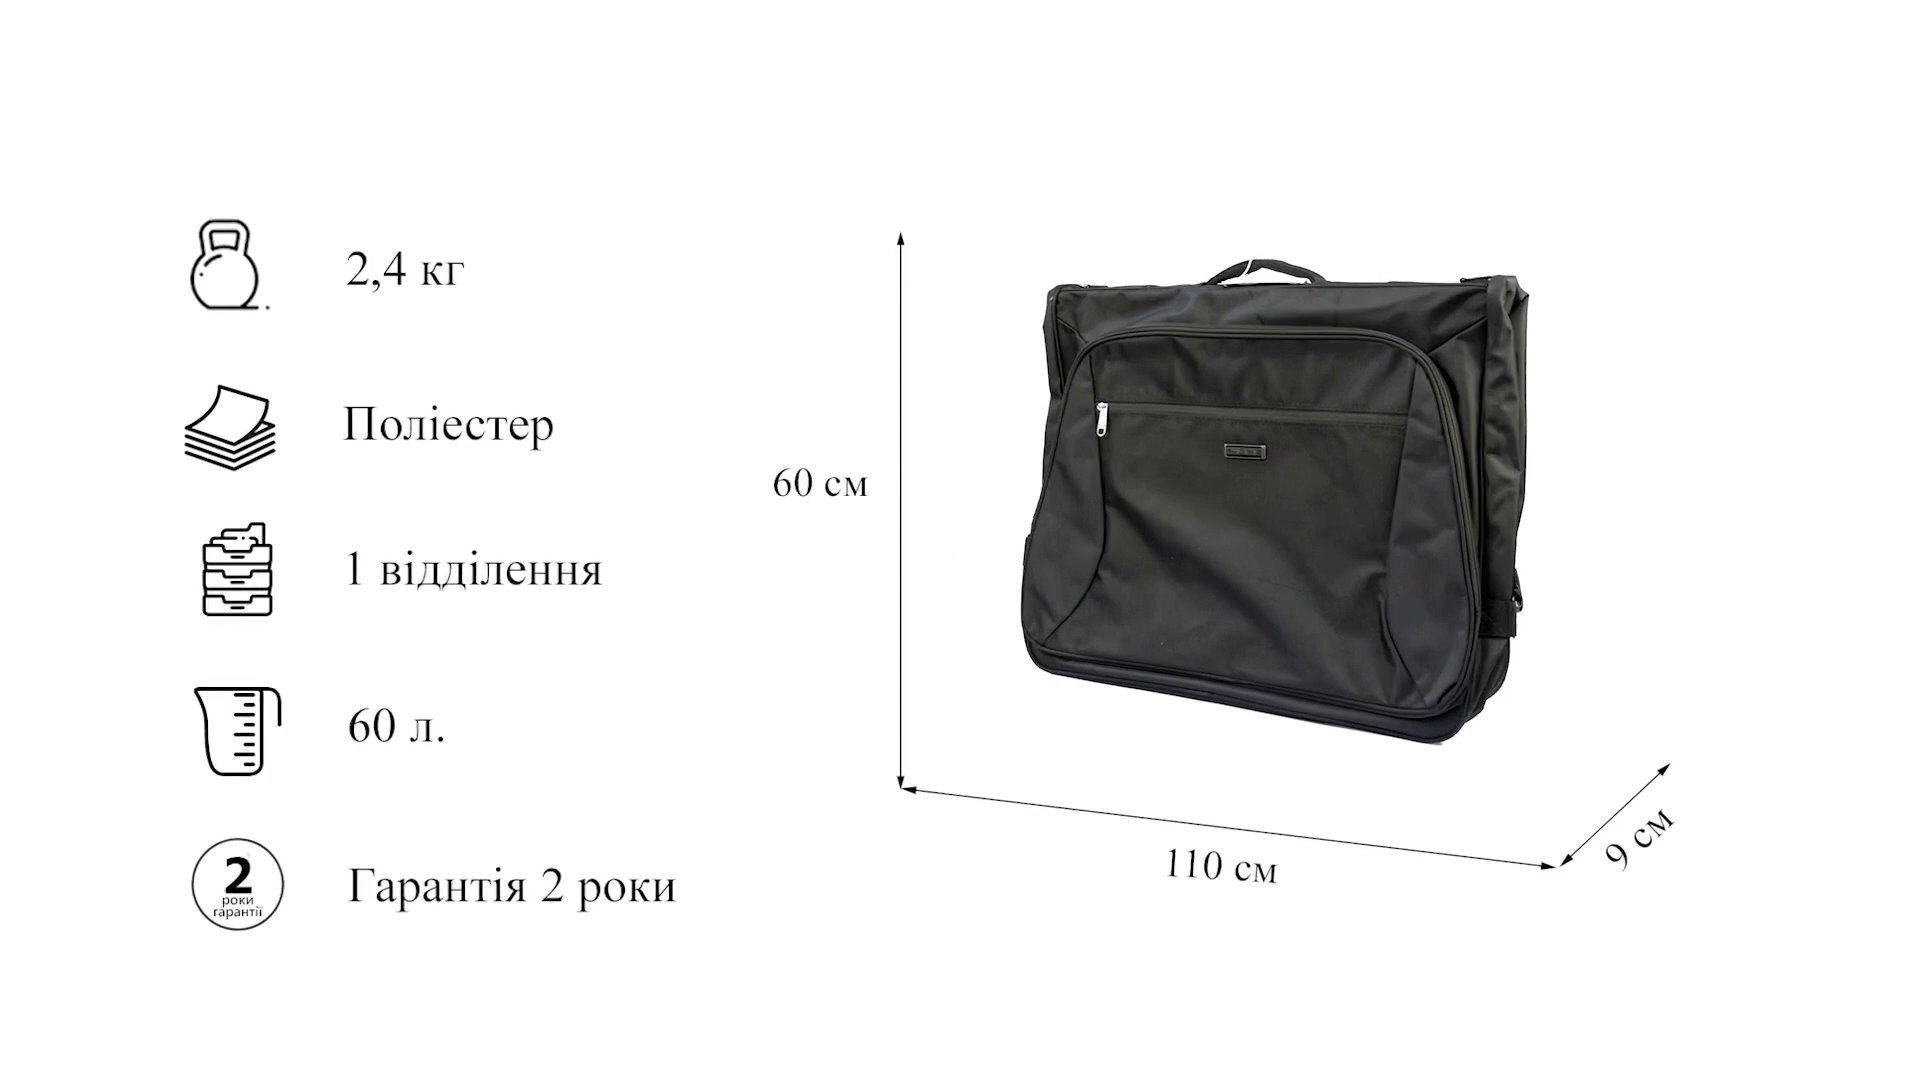 2,4 кг
Поліестер
1 відділення
60 л.
2
роки
гарантії
Гарантія 2 роки
60 см
110 см
9 см